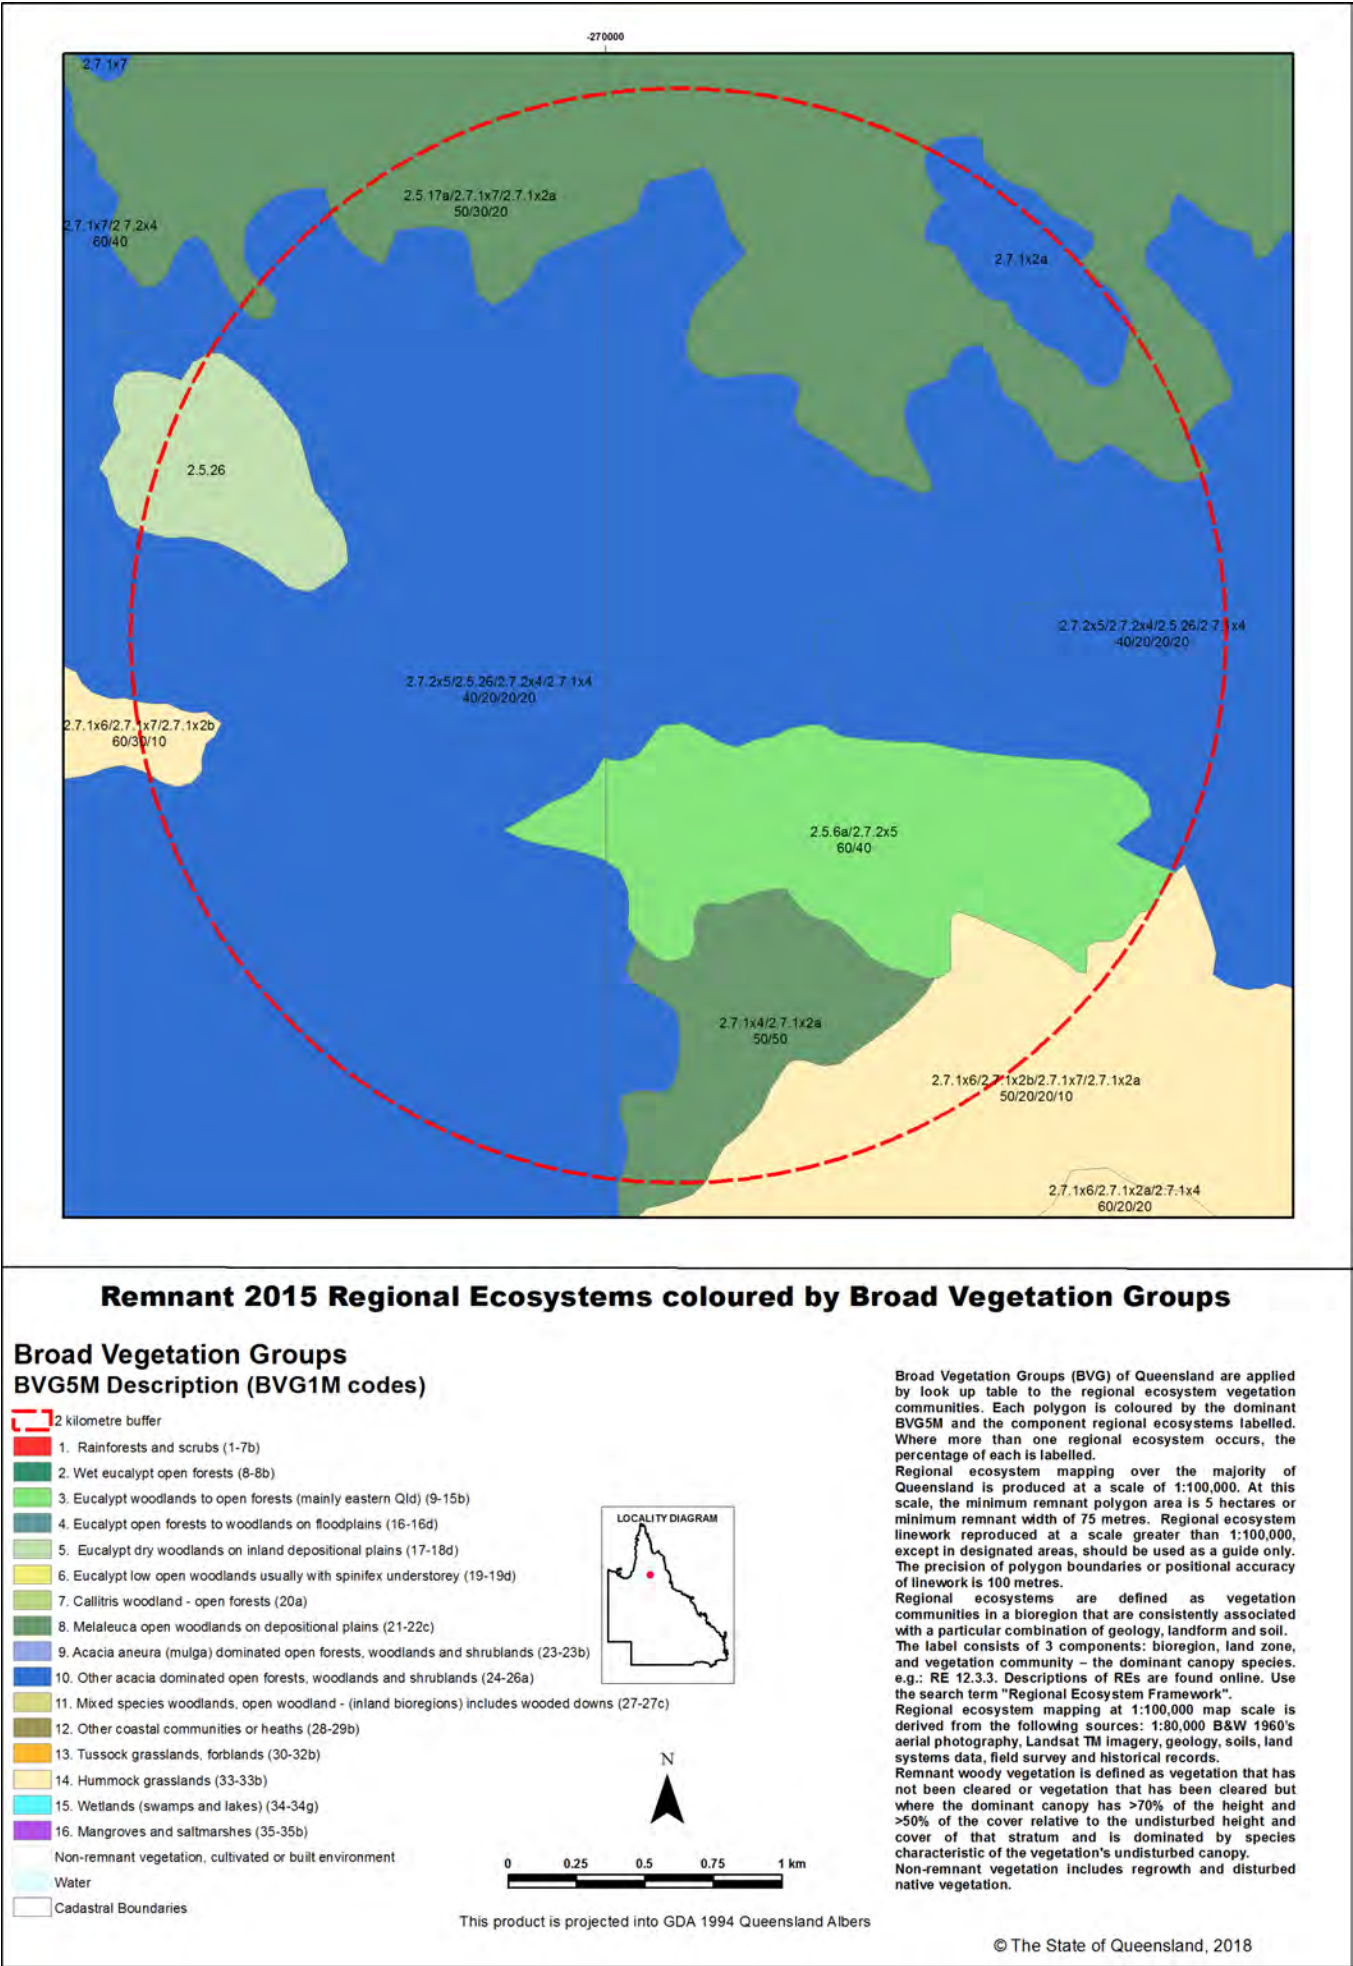 -270000
2.7.1x7
2.5.17a/2.7.1x7/2.7.1x2a
50/30/20
2.7.1x7/2.7.2x4
60/40
2.7.1x2a
2.5.26
2.7.2x5/2.7.2x4/2.5.26/2.7.1x4
40/20/20/20
2.7.2x5/2.5.26/2.7.2x4/2.7.1x4
40/20/20/20
2.7.1x6/2.7.1x7/2.7.1x2b
60/30/10
2.5.6a/2.7.2x5
60/40
2.7.1x4/2.7.1x2a
50/50
2.7.1x6/2.7.1x2b/2.7.1x7/2.7.1x2a
50/20/20/10
2.7.1x6/2.7.1x2a/2.7.1x4
60/20/20
Remnant 2015 Regional Ecosystems coloured by Broad Vegetation Groups
Broad Vegetation Groups
BVG5M Description (BVG1M codes)
2 kilometre buffer
1. Rainforests and scrubs (1-7b)
2. Wet eucalypt open forests (8-8b)
3. Eucalypt woodlands to open forests (mainly eastern Qld) (9-15b)
4. Eucalypt open forests to woodlands on floodplains (16-16d)
5. Eucalypt dry woodlands on inland depositional plains (17-18d)
6. Eucalypt low open woodlands usually with spinifex understorey (19-19d)
7. Callitris woodland - open forests (20a)
8. Melaleuca open woodlands on depositional plains (21-22c)
9. Acacia aneura (mulga) dominated open forests, woodlands and shrublands (23-23b)
10. Other acacia dominated open forests, woodlands and shrublands (24-26a)
11. Mixed species woodlands, open woodland - (inland bioregions) includes wooded downs (27-27c)
12. Other coastal communities or heaths (28-29b)
13. Tussock grasslands, forblands (30-32b)
14. Hummock grasslands (33-33b)
15. Wetlands (swamps and lakes) (34-34g)
16. Mangroves and saltmarshes (35-35b)
Non-remnant vegetation, cultivated or built environment
Water
Cadastral Boundaries
LOCALITY DIAGRAM
N
0 0.25 0.5 0.75 1 km
This product is projected into GDA 1994 Queensland Albers
Broad Vegetation Groups (BVG) of Queensland are applied
by look up table to the regional ecosystem vegetation
communities. Each polygon is coloured by the dominant
BVG5M and the component regional ecosystems labelled.
Where more than one regional ecosystem occurs, the
percentage of each is labelled.
Regional ecosystem mapping over the majority of
Queensland is produced at a scale of 1:100,000. At this
scale, the minimum remnant polygon area is 5 hectares or
minimum remnant width of 75 metres. Regional ecosystem
linework reproduced at a scale greater than 1:100,000,
except in designated areas, should be used as a guide only.
The precision of polygon boundaries or positional accuracy
of linework is 100 metres.
Regional ecosystems are defined as vegetation
communities in a bioregion that are consistently associated
with a particular combination of geology, landform and soil.
The label consists of 3 components: bioregion, land zone,
and vegetation community – the dominant canopy species.
e.g.: RE 12.3.3. Descriptions of REs are found online. Use
the search term "Regional Ecosystem Framework".
Regional ecosystem mapping at 1:100,000 map scale is
derived from the following sources: 1:80,000 B&W 1960's
aerial photography, Landsat TM imagery, geology, soils, land
systems data, field survey and historical records.
Remnant woody vegetation is defined as vegetation that has
not been cleared or vegetation that has been cleared but
where the dominant canopy has >70% of the height and
>50% of the cover relative to the undisturbed height and
cover of that stratum and is dominated by species
characteristic of the vegetation's undisturbed canopy.
Non-remnant vegetation includes regrowth and disturbed
native vegetation.
© The State of Queensland, 2018